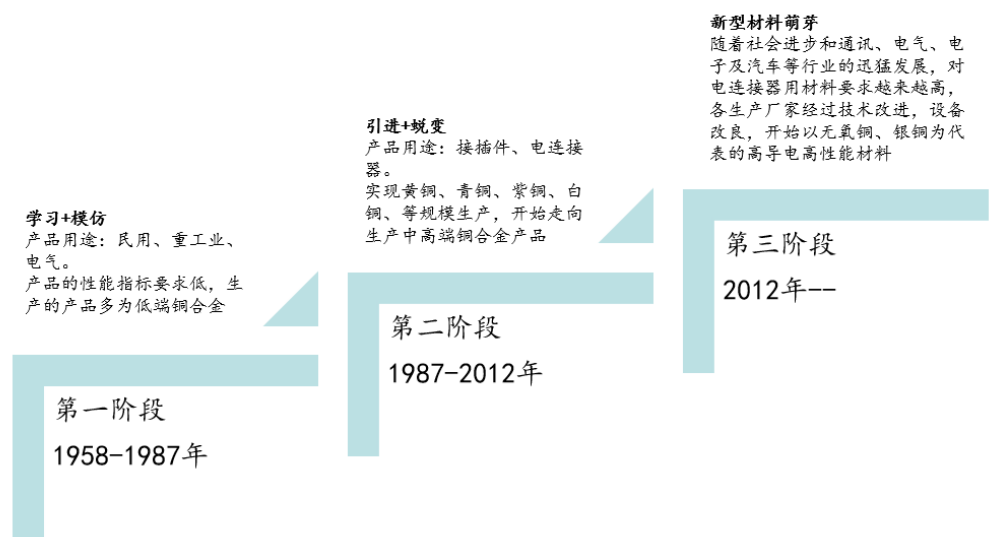 学习+模仿
产品用途：民用、重工业、
电气。
产品的性能指标要求低，生
产的产品多为低端铜合金
第一阶段
1958-1987年
引进+蜕变
产品用途：接插件、电连接
器。
实现黄铜、青铜、紫铜、白
铜、等规模生产，开始走向
生产中高端铜合金产品
第二阶段
1987-2012年
新型材料萌芽
随着社会进步和通讯、电气、电
子及汽车等行业的迅猛发展，对
电连接器用材料要求越来越高，
各生产厂家经过技术改进，设备
改良，开始以无氧铜、银铜为代
表的高导电高性能材料
第三阶段
2012年--